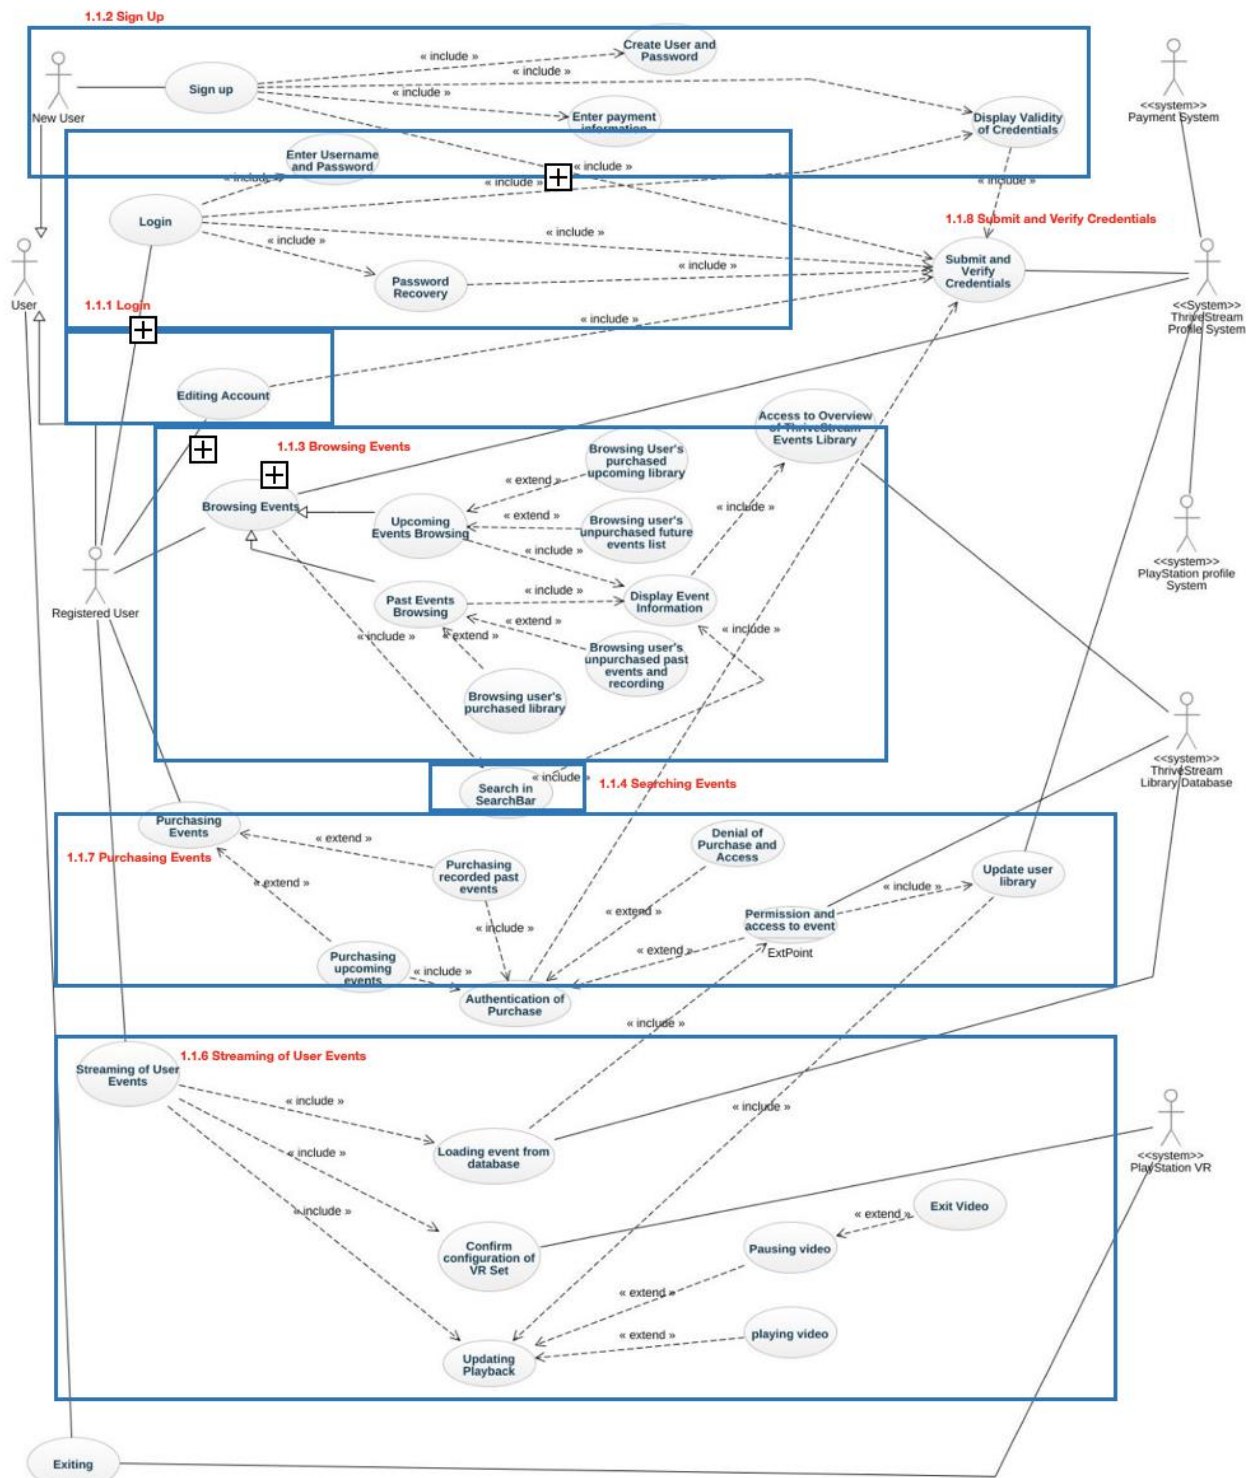 1.1.2 Sign Up
« include »
Create User and
Password
« include »
Sign up
« include »
New User
Enter payment
information
Display Validity
of Credentials
<<system>>
Payment System
Enter Username
and Password
« include »
« include »
« include »
« include »
Login
« include »
« include »
1.1.8 Submit and Verify Credentials
Password
Recovery
« include »
Submit and
Verify
Credentials
User
1.1.1 Login
<<System>>
ThriveStream
Profile System
« include »
Editing Account
Access to Overview
of ThriveStream
Events Library
1.1.3 Browsing Events
Browsing User's
purchased
upcoming library
« extend »
Browsing Events
Upcoming
Events Browsing
« extend »
Browsing user's
unpurchased future
events list
« include »
« include »
<<system>>
PlayStation profile
System
Registered User
Past Events
Browsing
« include »
Display Event
Information
« extend »
« include »
« extend »
« include »
Browsing user's
unpurchased past
events and
recording
Browsing user's
purchased library
<<system>>
ThriveStream
Library Database
Search in
SearchBar
« include »
1.1.4 Searching Events
Purchasing
Events
« extend »
Denial of
Purchase and
Access
1.1.7 Purchasing Events
Purchasing
recorded past
events
Update user
library
« extend »
« include »
« extend »
Permission and
access to event
« include »
« extend »
ExtPoint
Purchasing
upcoming
events
« include »
Authentication of
Purchase
« include »
1.1.6 Streaming of User Events
Streaming of User
Events
« include »
« include »
Loading event from
database
« include »
<<system>>
PlayStation VR
« include »
Exit Video
« extend »
Confirm
configuration of
VR Set
Pausing video
« extend »
« extend »
playing video
Updating
Playback
Exiting